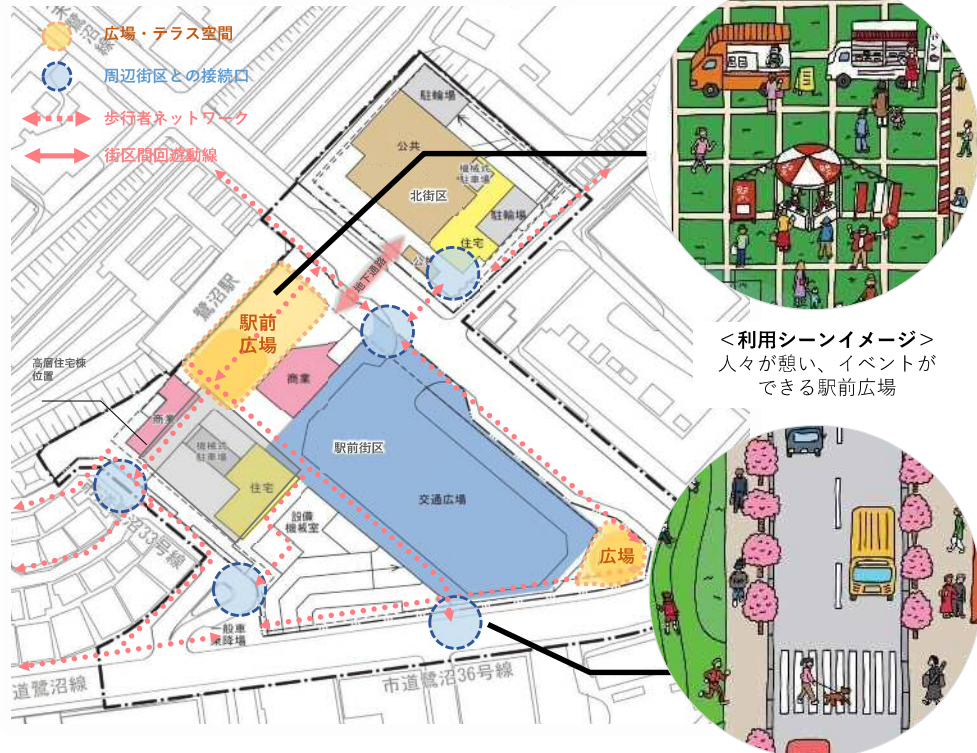 広場・テラス空間
周辺街区との接続口
歩行者ネットワーク
街区間回遊動線
駐輪場
公共
機械式
駐車場
北街区
駐輪場
住宅
地下通路
鷺沼駅
駅前
広場
高層住宅棟
位置
商業
商業
機械式
駐車場
駅前街区
住宅
交通広場
設備
機械室
広場
沼33号線
一般車
乗降場
道鷺沼線
市道鷺沼36号線
＜利用シーンイメージ＞
人々が憩い、イベントが
できる駅前広場